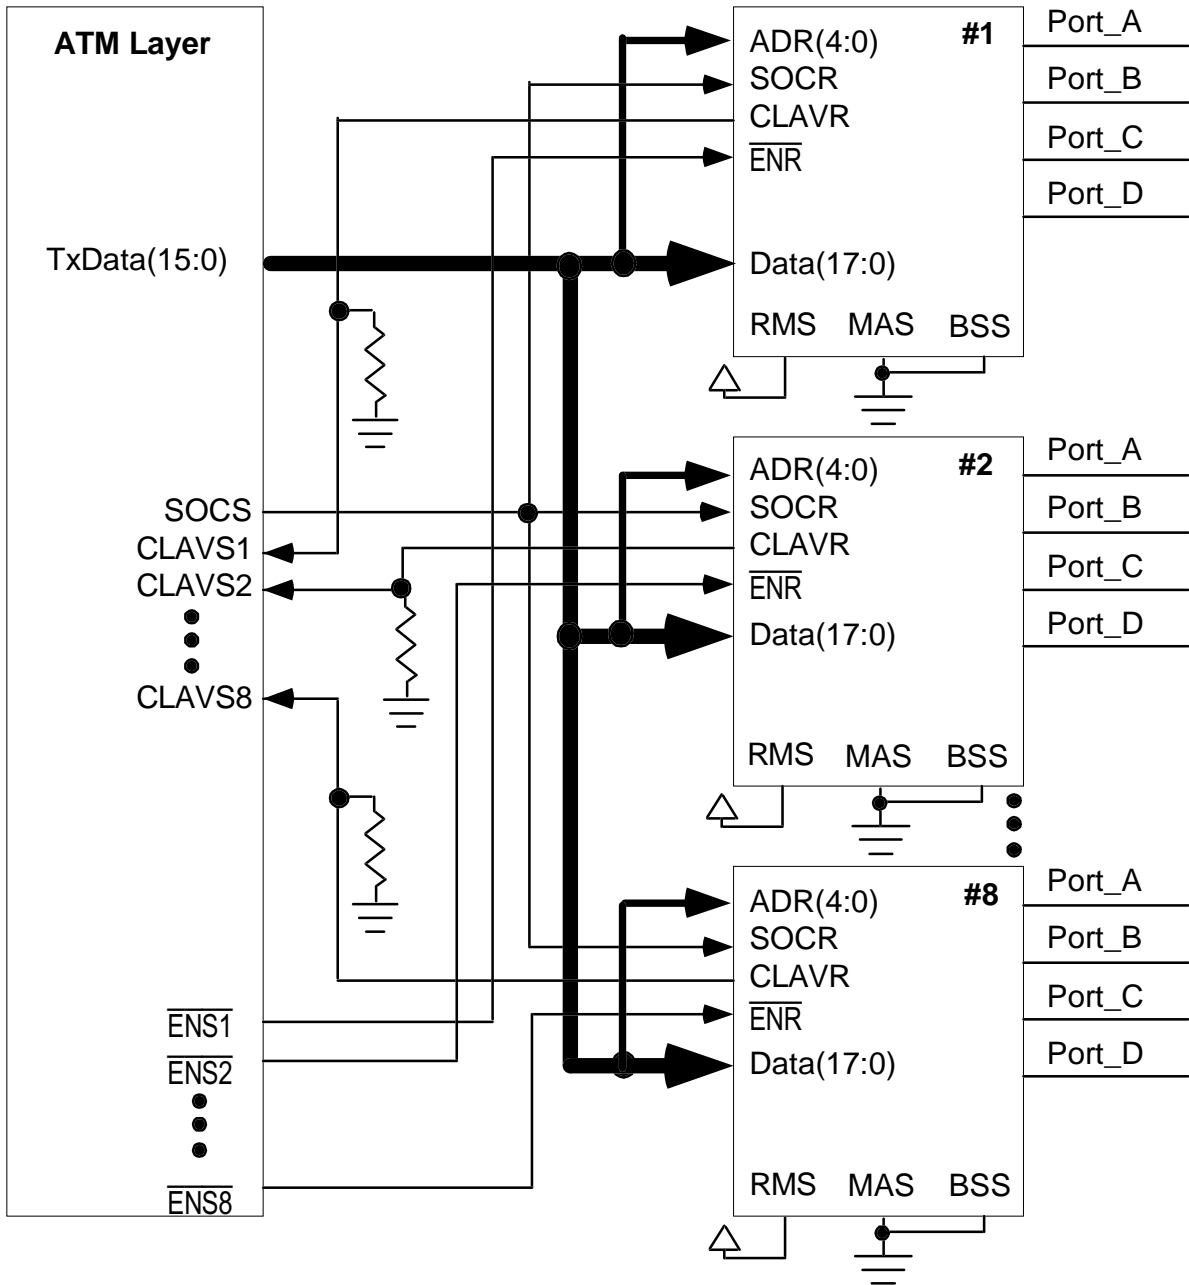 ATM Layer
TxData(15:0)
SOCS
CLAVS1
CLAVS2
CLAVS8
ENS1
ENS2
ENS8
#1
ADR(4:0)
SOCR
CLAVR
ENR
Data(17:0)
RMS MAS BSS
Port_A
Port_B
Port_C
Port_D
#2
ADR(4:0)
SOCR
CLAVR
ENR
Data(17:0)
RMS MAS BSS
Port_A
Port_B
Port_C
Port_D
#8
ADR(4:0)
SOCR
CLAVR
ENR
Data(17:0)
RMS MAS BSS
Port_A
Port_B
Port_C
Port_D